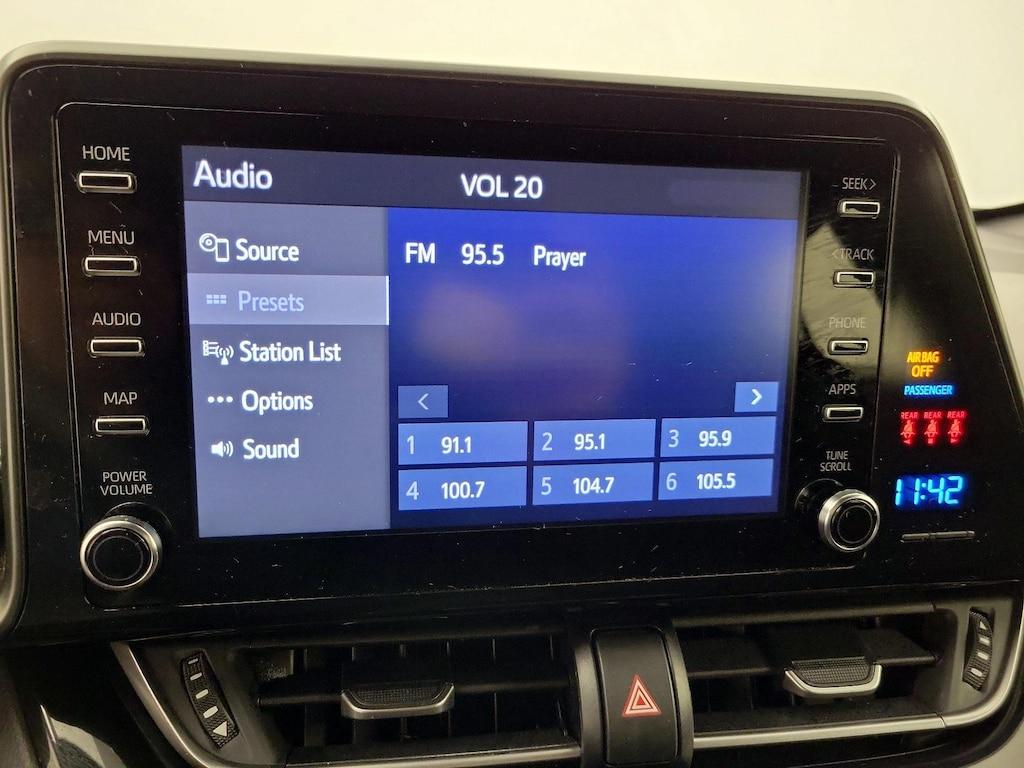 HOME
MENU
AUDIO
MAP
POWER
VOLUME
Audio
VOL 20
Source
Presets
Station List
Options
Sound
FM 95.5 Prayer
< >
1 91.1 2 95.1 3 95.9
4 100.7 5 104.7 6 105.5
SEEK>
<TRACK
PHONE
APPS
TUNE
SCROLL
AIRBAG
OFF
PASSENGER
REAR REAR REAR
11:42